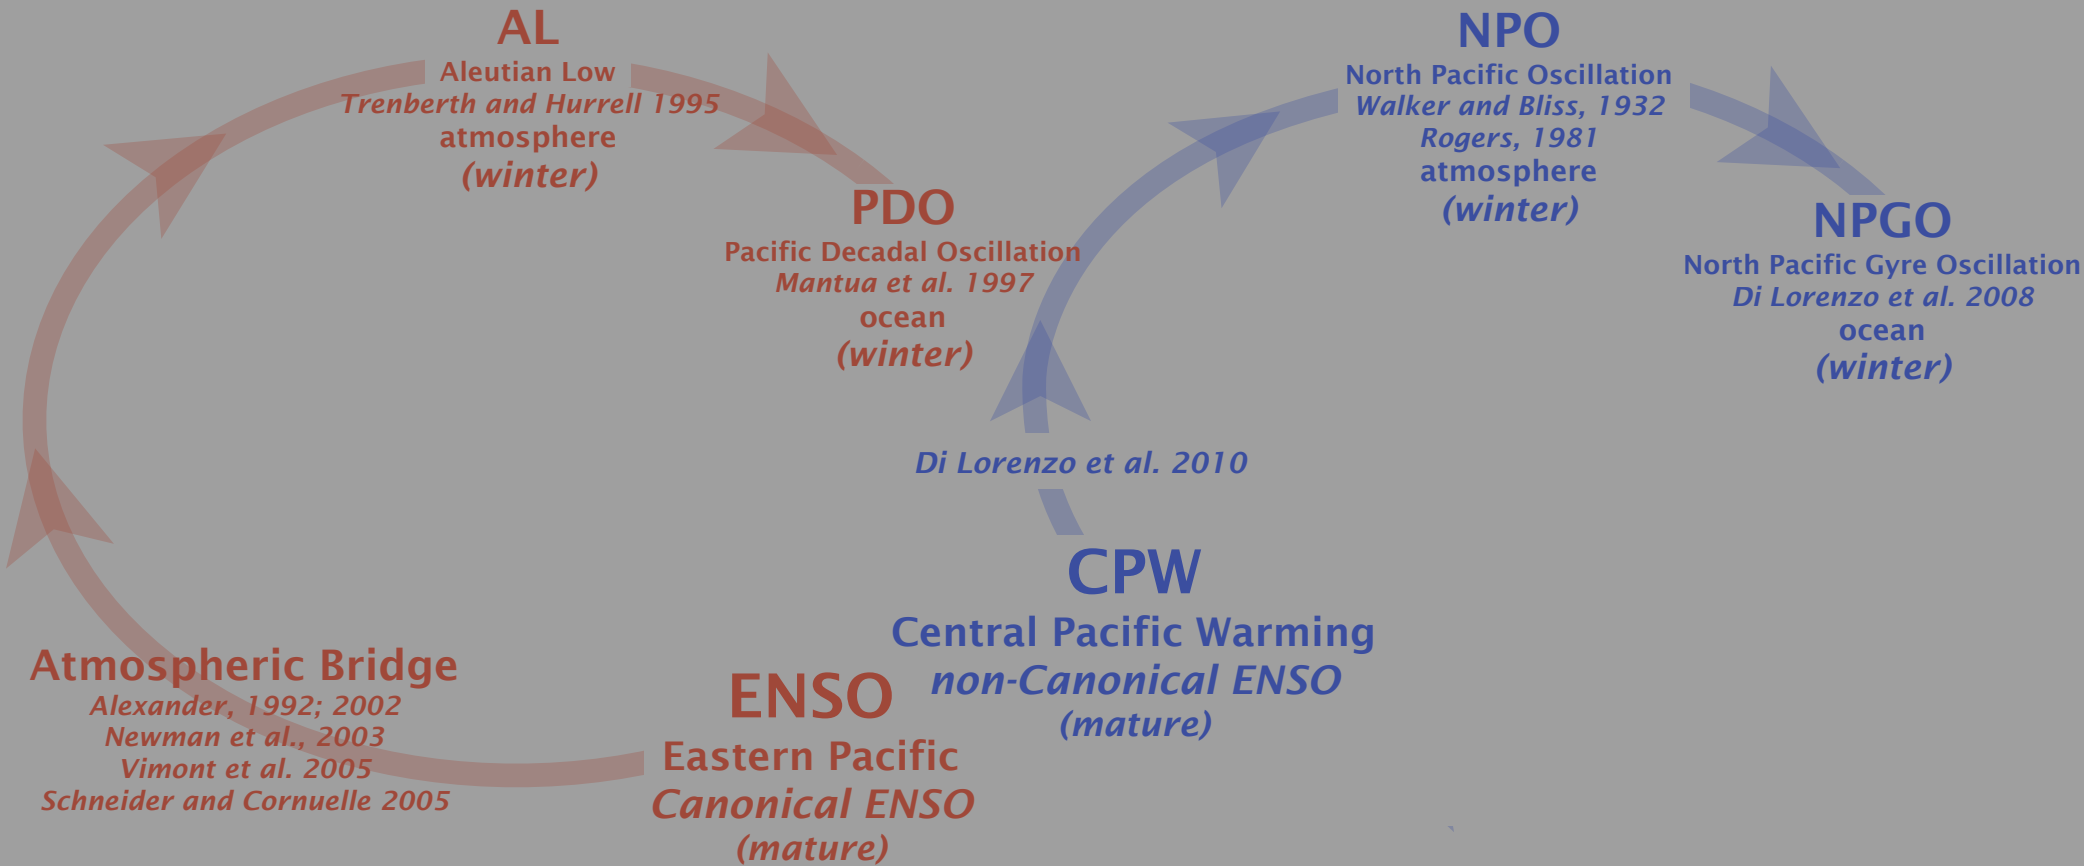 AL
Aleutian Low
Trenberth and Hurrell 1995
atmosphere
(winter)
PDO
Pacific Decadal Oscillation
Mantua et al. 1997
ocean
(winter)
NPO
North Pacific Oscillation
Walker and Bliss, 1932
Rogers, 1981
atmosphere
(winter)
NPGO
North Pacific Gyre Oscillation
Di Lorenzo et al. 2008
ocean
(winter)
Di Lorenzo et al. 2010
CPW
Central Pacific Warming
non-Canonical ENSO
(mature)
Atmospheric Bridge
Alexander, 1992; 2002
Newman et al., 2003
Vimont et al. 2005
Schneider and Cornuelle 2005
ENSO
Eastern Pacific
Canonical ENSO
(mature)